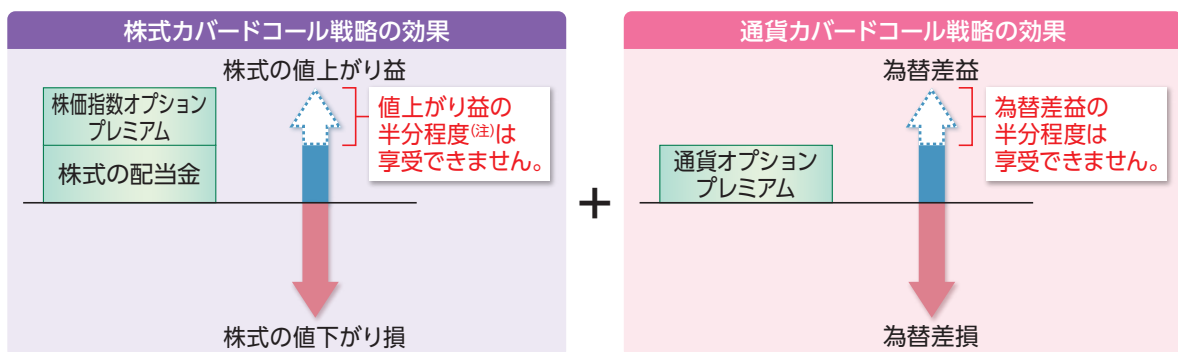 株式カバードコール戦略の効果
株式の値上がり益
株価指数オプション
プレミアム
株式の配当金
値上がり益の
半分程度(注)は
享受できません。
株式の値下がり損
+
通貨カバードコール戦略の効果
為替差益
通貨オプション
プレミアム
為替差益の
半分程度は
享受できません。
為替差損